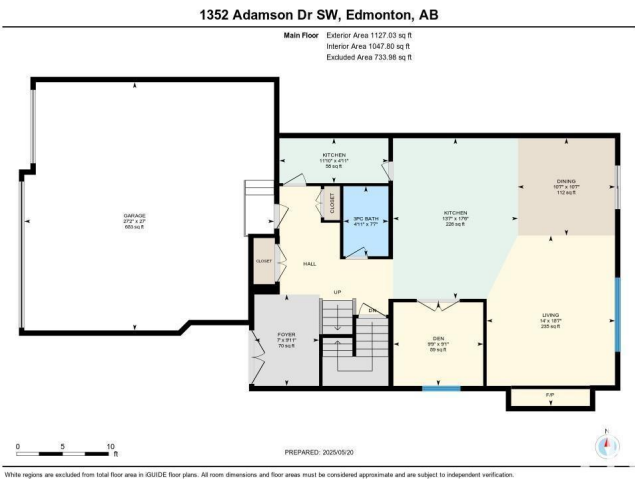 1352 Adamson Dr SW, Edmonton, AB
Main Floor Exterior Area 1127.03 sq ft
Interior Area 1047.80 sq ft
Excluded Area 733.98 sq ft
KITCHEN
11'10" x 4'11"
55 sq ft
DINING
10'7" x 10'7"
112 sq ft
CLOSET
GARAGE
27'2" x 27'
683 sq ft
3PC BATH
4'11" x 7'7"
KITCHEN
13'7" x 17'6"
226 sq ft
CLOSET
HALL
UP
DN
LIVING
14' x 16'7"
235 sq ft
FOYER
7' x 9'11"
70 sq ft
DEN
9'9" x 9'1"
89 sq ft
F/P
N
0 5 10
ft
PREPARED: 2025/05/20
White regions are excluded from total floor area in iGUIDE floor plans. All room dimensions and floor areas must be considered approximate and are subject to independent verification.